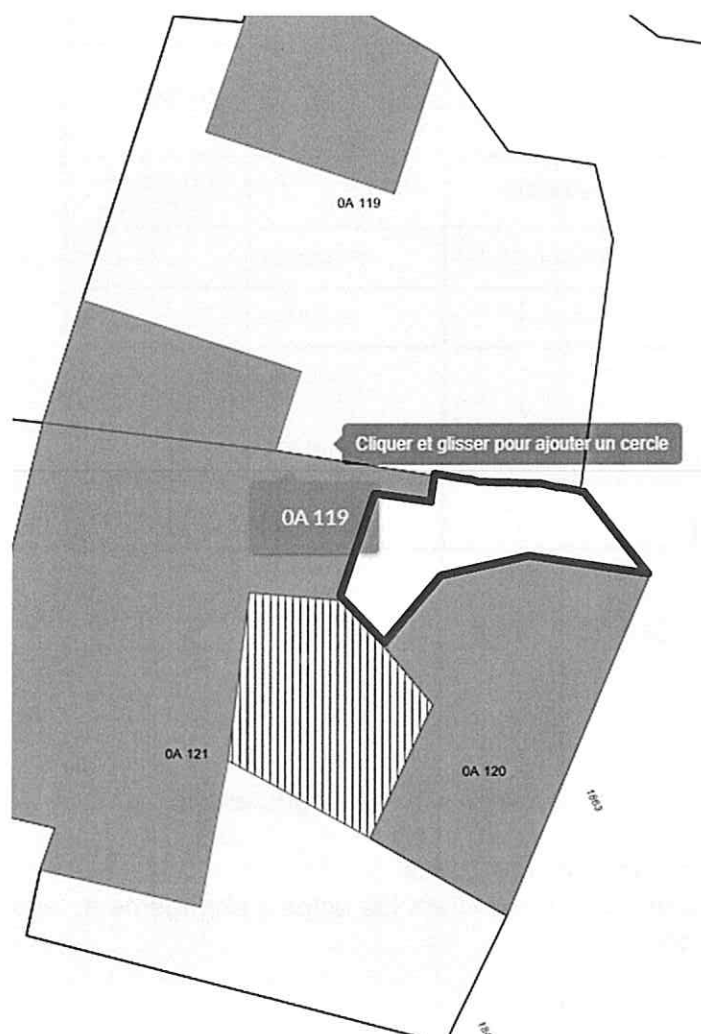 0A 119
Cliquer et glisser pour ajouter un cercle
0A 119
0A 121
0A 120
1863